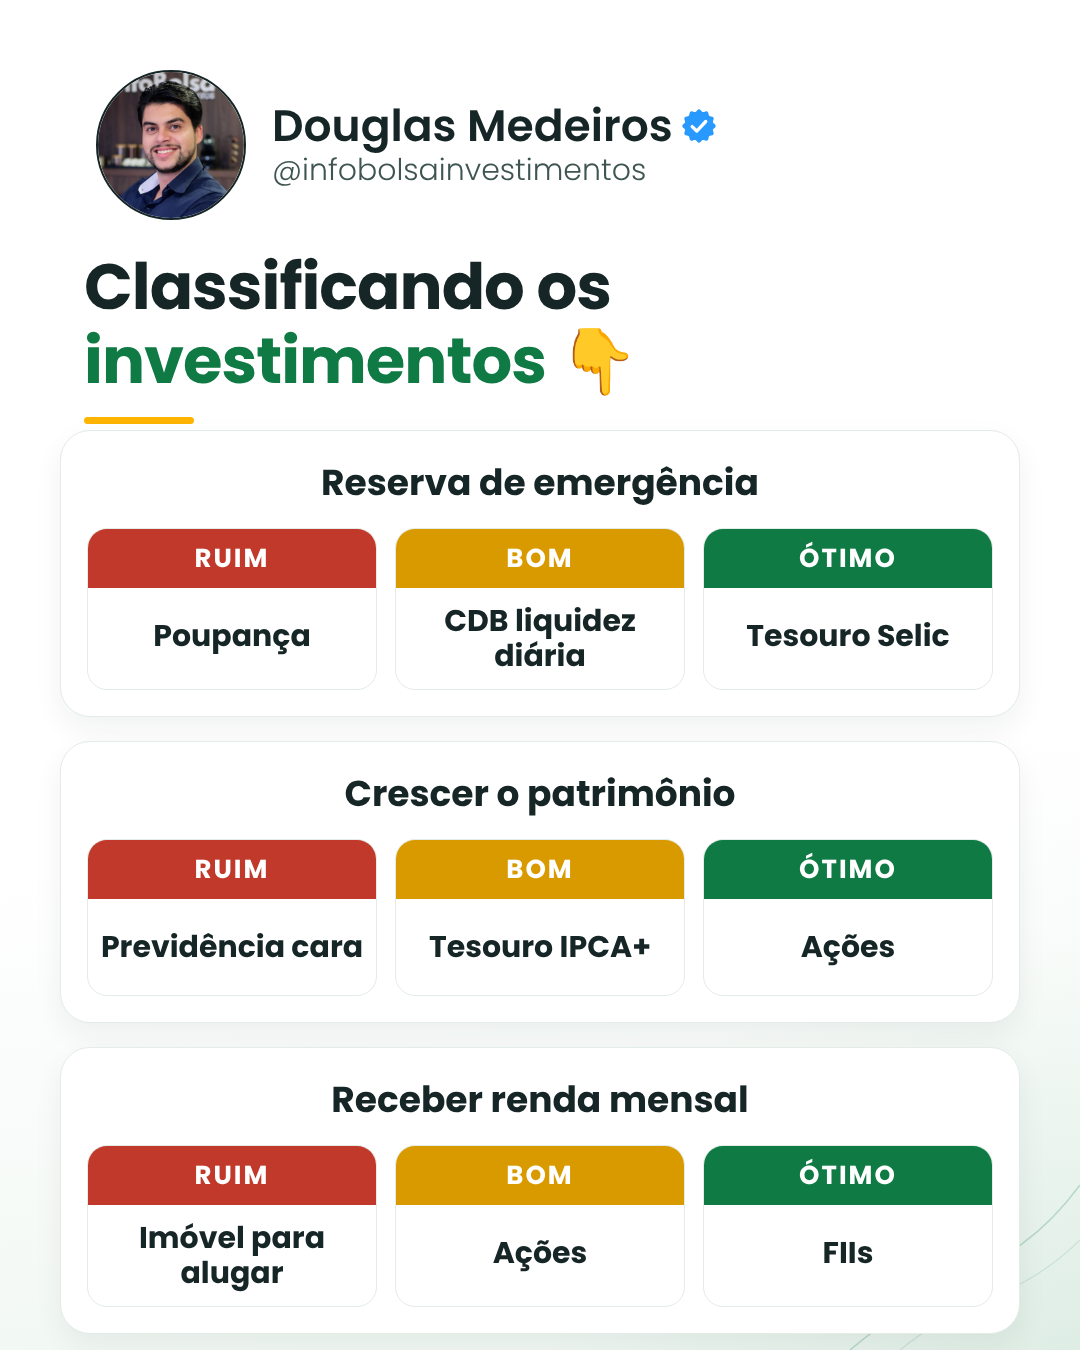 Douglas Medeiros
@infobolsainvestimentos
Classificando os
investimentos 👇
Reserva de emergência
RUIM
Poupança
BOM
CDB liquidez
diária
ÓTIMO
Tesouro Selic
Crescer o patrimônio
RUIM
Previdência cara
BOM
Tesouro IPCA+
ÓTIMO
Ações
Receber renda mensal
RUIM
Imóvel para
alugar
BOM
Ações
ÓTIMO
FIIs